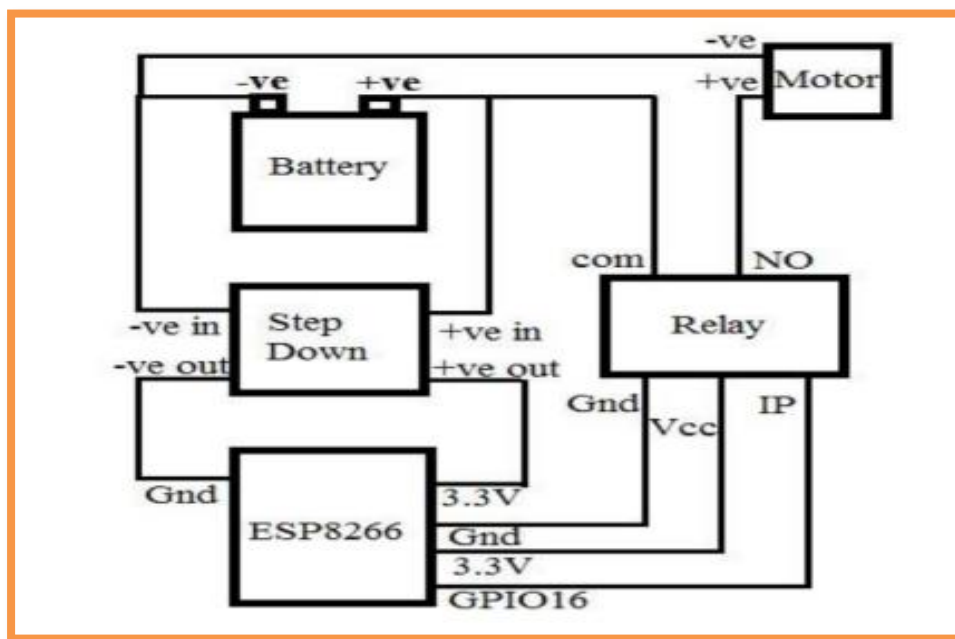 -ve
+ve
Motor
-ve +ve
Battery
com NO
Relay
-ve in
Step
Down
+ve in
-ve out
+ve out
Gnd
Vcc
IP
Gnd
ESP8266
3.3V
Gnd
3.3V
GPIO16